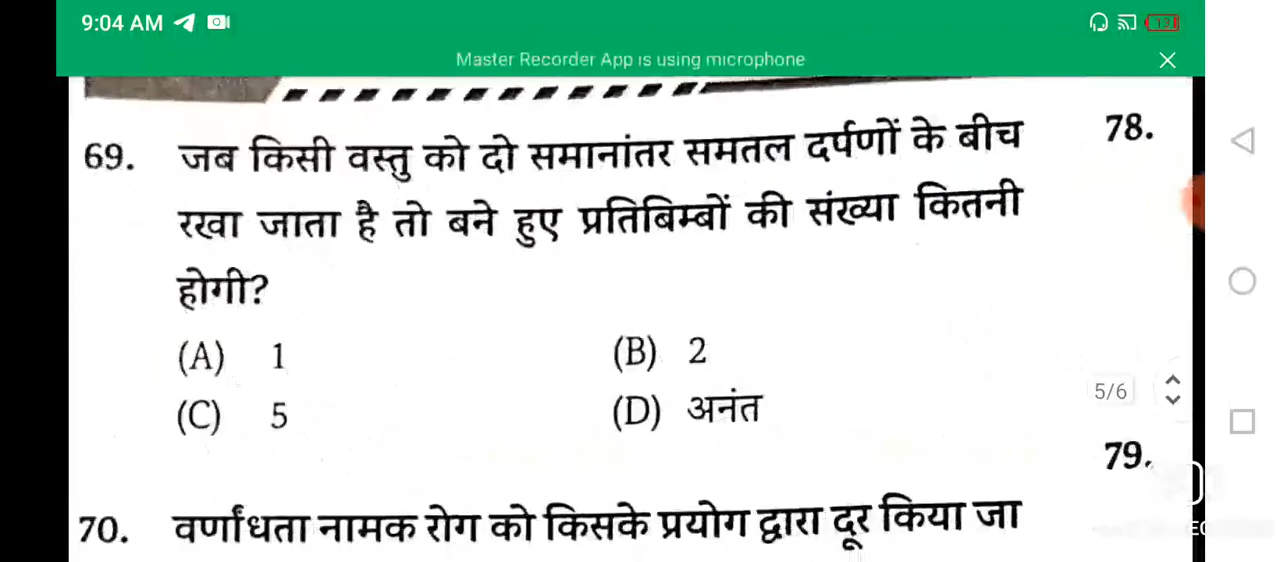 9:04 AM
13
Master Recorder App is using microphone
69. जब किसी वस्तु को दो समानांतर समतल दर्पणों के बीच
रखा जाता है तो बने हुए प्रतिबिम्बों की संख्या कितनी
होगी?
(A) 1
(B) 2
(C) 5
(D) अनंत
70. वर्णांधता नामक रोग को किसके प्रयोग द्वारा दूर किया जा
78.
5/6
79.